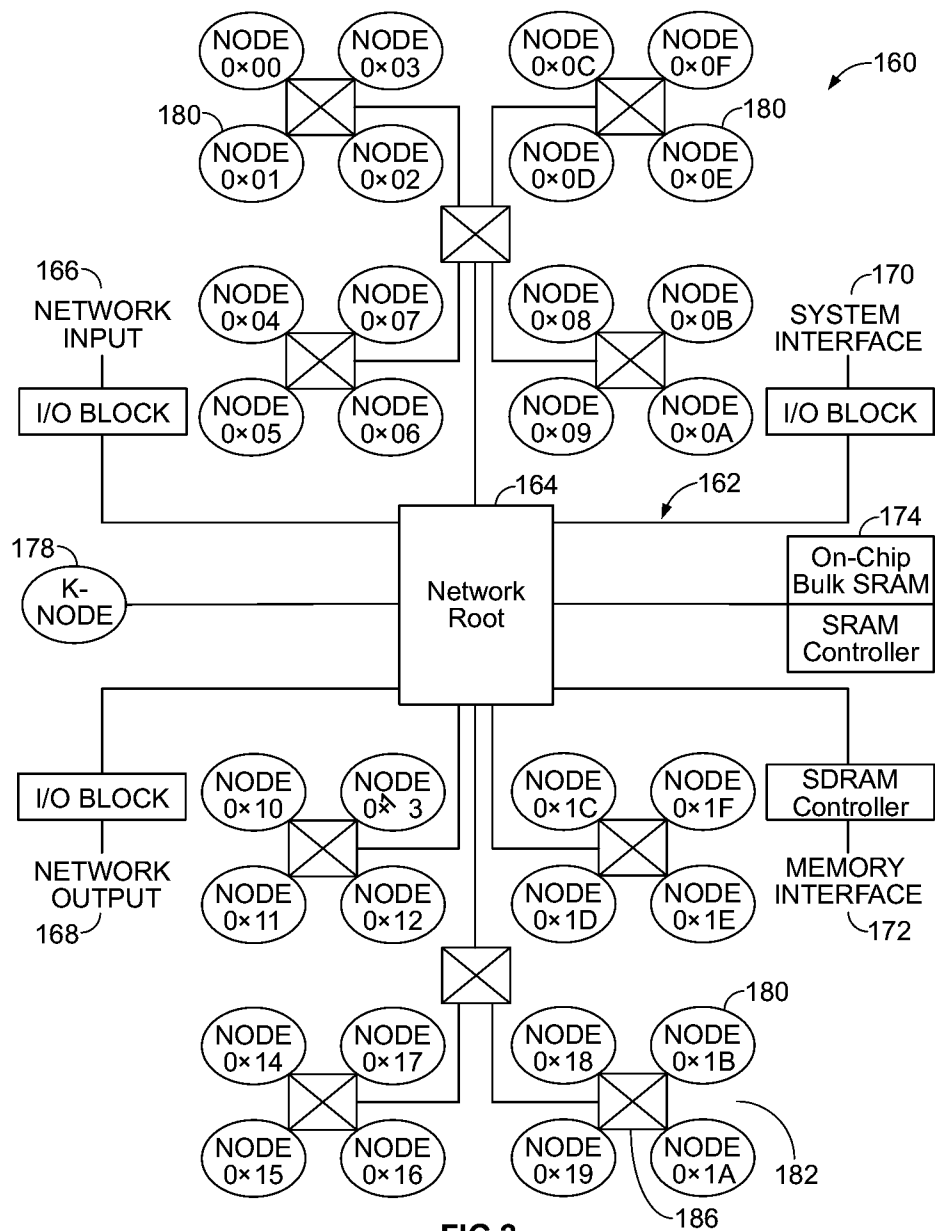 NODE
0×00
NODE
0×03
NODE
0×0C
NODE
0×0F
160
180
180
NODE
0×01
NODE
0×02
NODE
0×0D
NODE
0×0E
166
NETWORK
INPUT
NODE
0×04
NODE
0×07
NODE
0×08
NODE
0×0B
170
SYSTEM
INTERFACE
I/O BLOCK
NODE
0×05
NODE
0×06
NODE
0×09
NODE
0×0A
I/O BLOCK
164
162
174
178
K-
NODE
Network
Root
On-Chip
Bulk SRAM
SRAM
Controller
I/O BLOCK
NODE
0×10
NODE
0×13
NODE
0×1C
NODE
0×1F
SDRAM
Controller
NETWORK
OUTPUT
168
NODE
0×11
NODE
0×12
NODE
0×1D
NODE
0×1E
MEMORY
INTERFACE
172
180
NODE
0×14
NODE
0×17
NODE
0×18
NODE
0×1B
NODE
0×15
NODE
0×16
NODE
0×19
NODE
0×1A
182
186